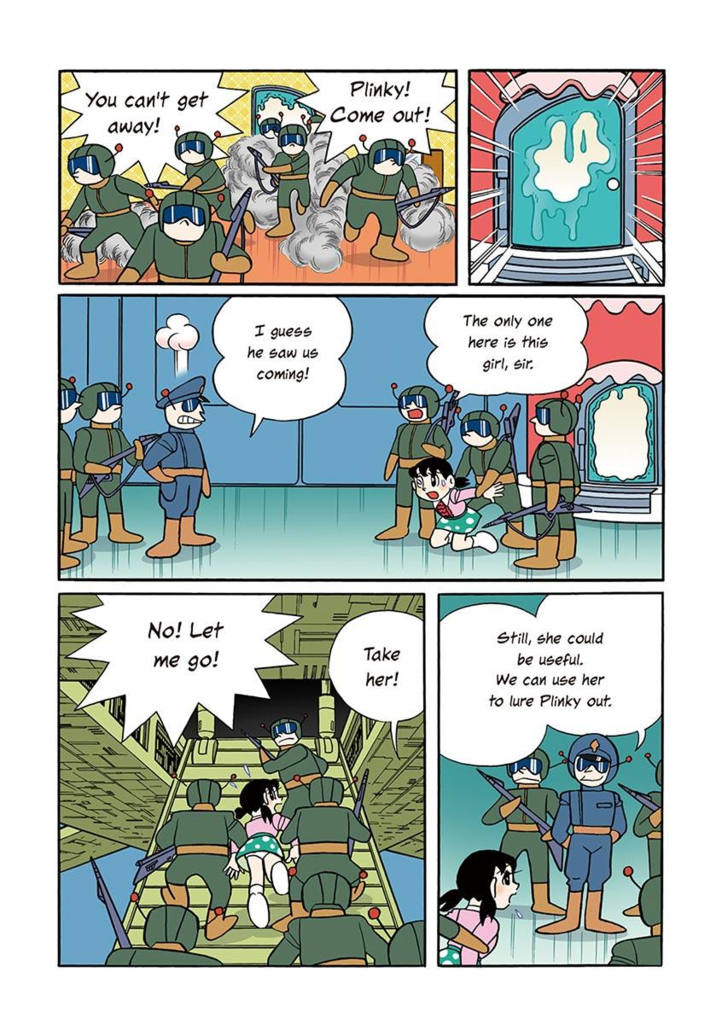 You can't get
away!
Plinky!
Come out!
I guess
he saw us
coming!
The only one
here is this
girl, sir.
No! Let
me go!
Take
her!
Still, she could
be useful.
We can use her
to lure Plinky out.